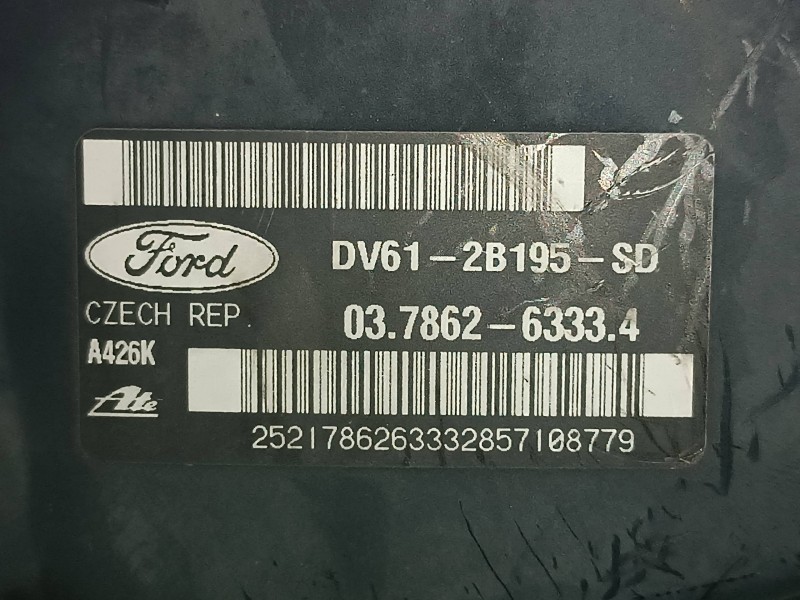 Ford
DV61-2B195-SD
CZECH REP.
03.7862-6333.4
A426K
Ate
2521786263332857108779